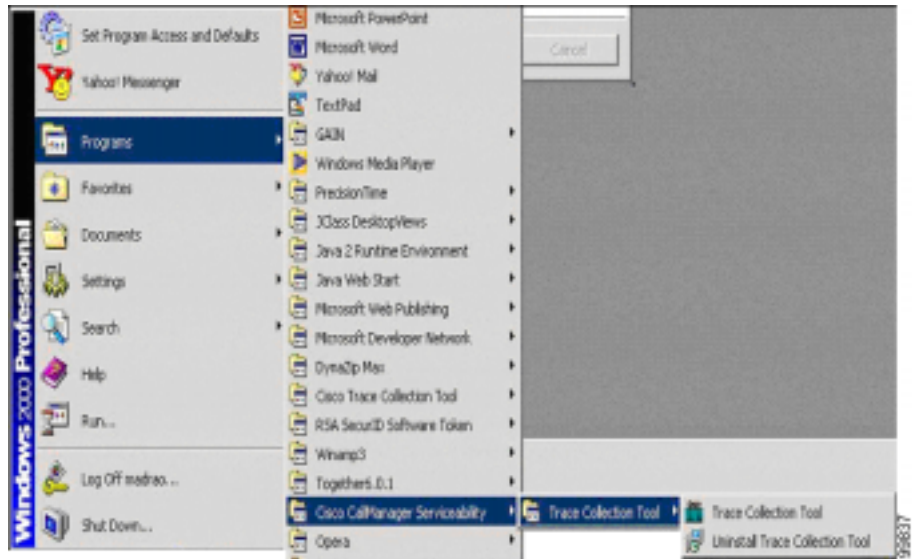 Set Program Access and Defaults
Yahoo! Messenger
Programs
Favorites
Documents
Settings
Search
Help
Run...
Log Off madrao...
Shut Down...
Windows 2000 Professional
Microsoft PowerPoint
Microsoft Word
Yahoo! Mail
TextPad
GAIN
Windows Media Player
PrecisionTime
JClass DesktopViews
Java 2 Runtime Environment
Java Web Start
Microsoft Web Publishing
Microsoft Developer Network
DynaZip Max
Cisco Trace Collection Tool
RSA SecurID Software Token
Winamp3
Together6.0.1
Cisco CallManager Serviceability
Opera
Cancel
Trace Collection Tool
Trace Collection Tool
Uninstall Trace Collection Tool